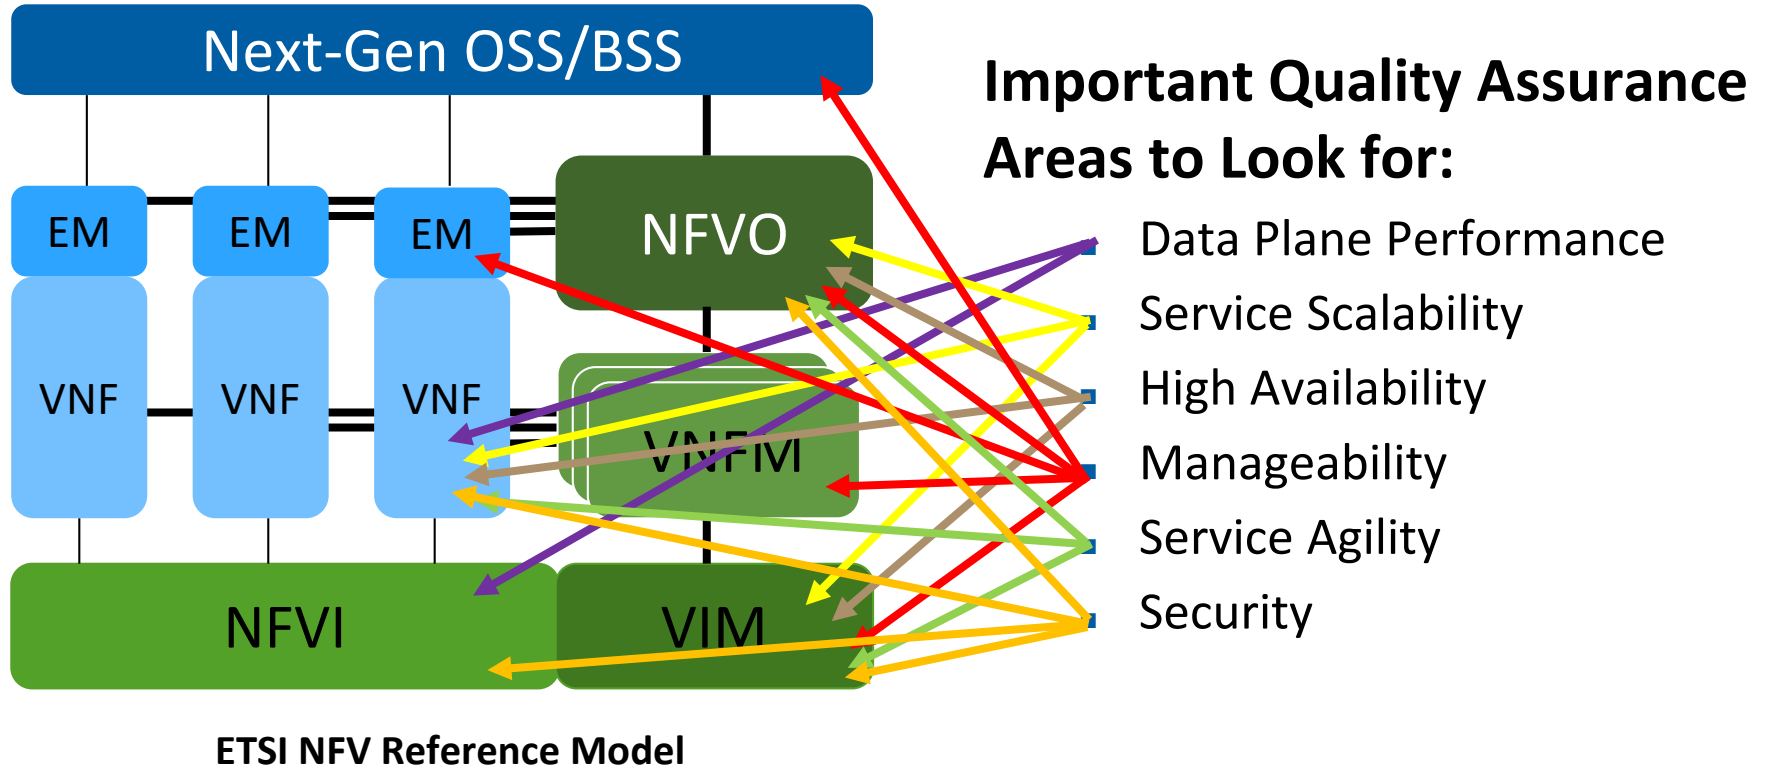 Next-Gen OSS/BSS
Important Quality Assurance
Areas to Look for:
EM
EM
EM
NFVO
Data Plane Performance
Service Scalability
High Availability
VNF
VNF
VNF
VNFM
Manageability
Service Agility
Security
NFVI
VIM
ETSI NFV Reference Model